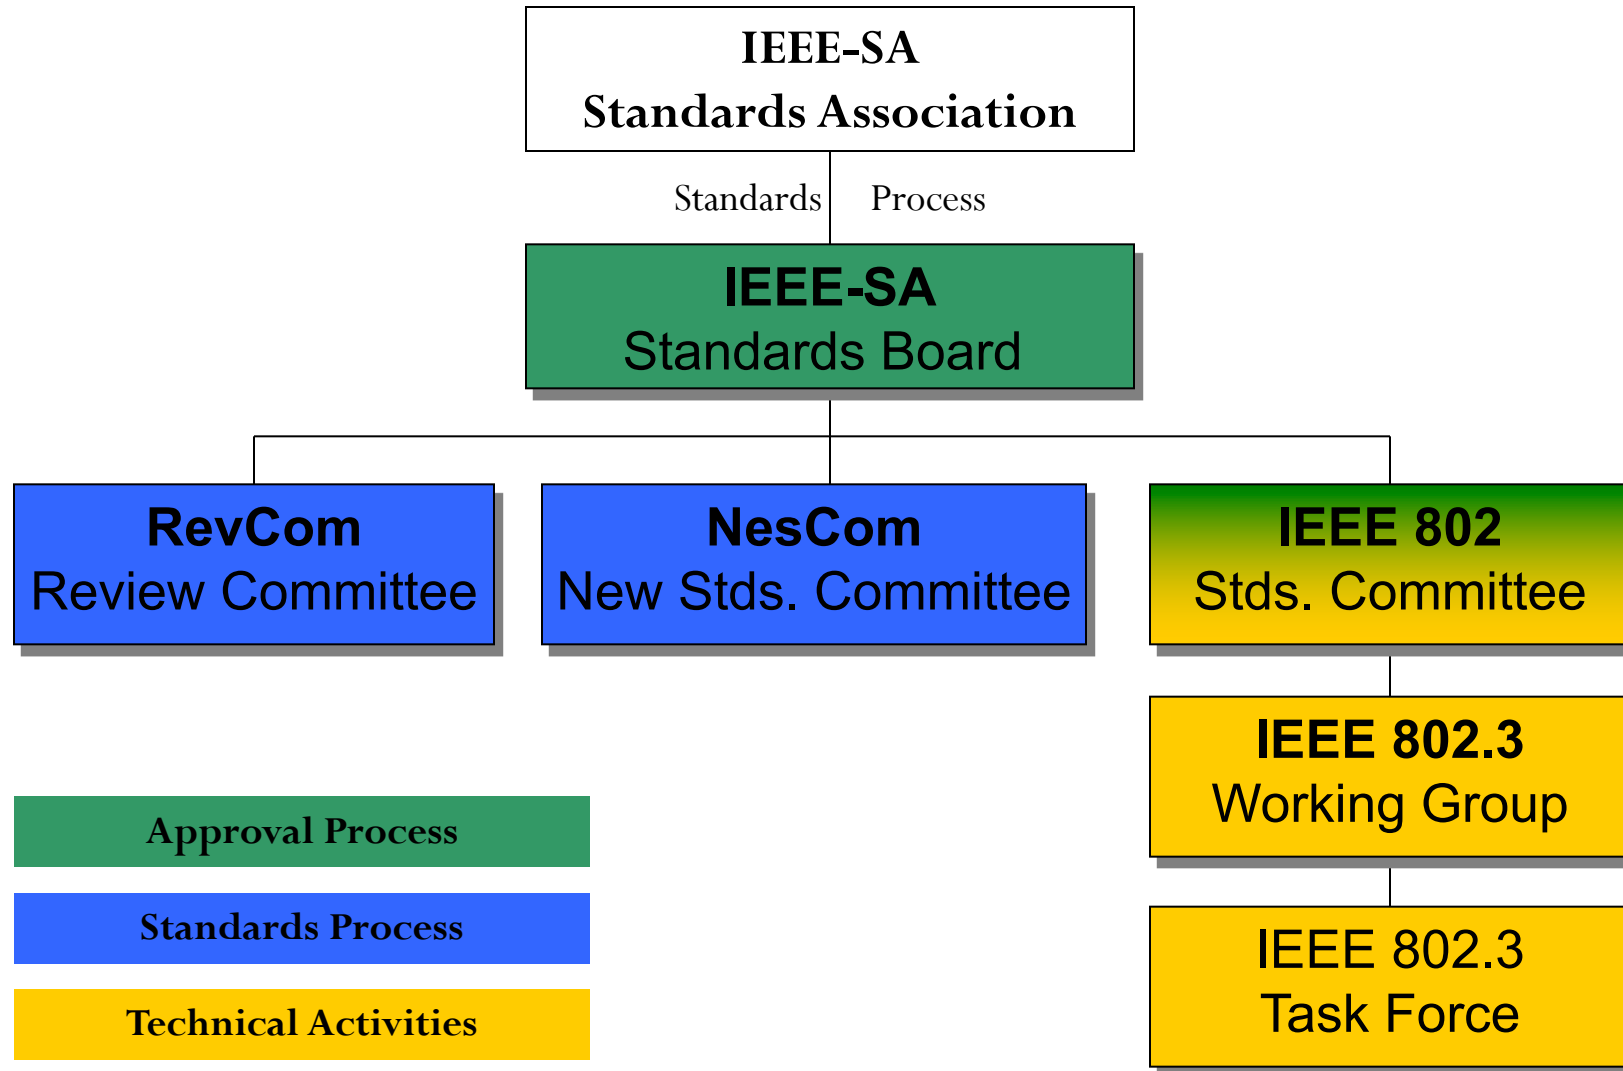 IEEE-SA
Standards Association
Standards Process
IEEE-SA
Standards Board
RevCom
Review Committee
NesCom
New Stds. Committee
IEEE 802
Stds. Committee
IEEE 802.3
Working Group
IEEE 802.3
Task Force
Approval Process
Standards Process
Technical Activities